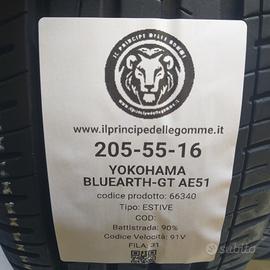 IL PRINCIPE DELLE GOMME
www.ilprincipedellegomme.it
205-55-16
YOKOHAMA
BLUEARTH-GT AE51
codice prodotto: 66340
Tipo: ESTIVE
COD:
Battistrada: 90%
Codice Velocità: 91V
FILA: 31
subito